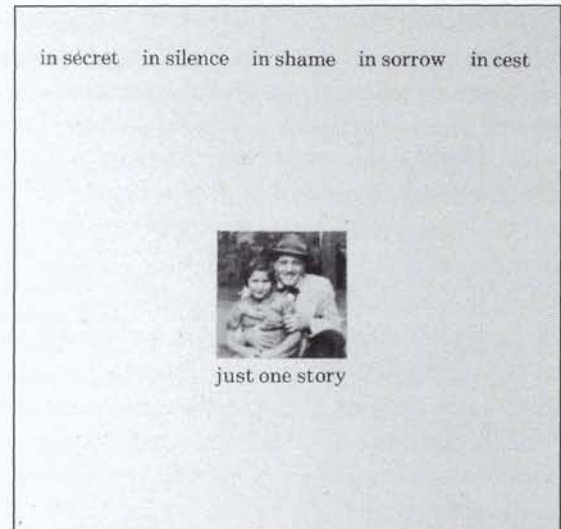 in secret in silence in shame in sorrow in cest
just one story